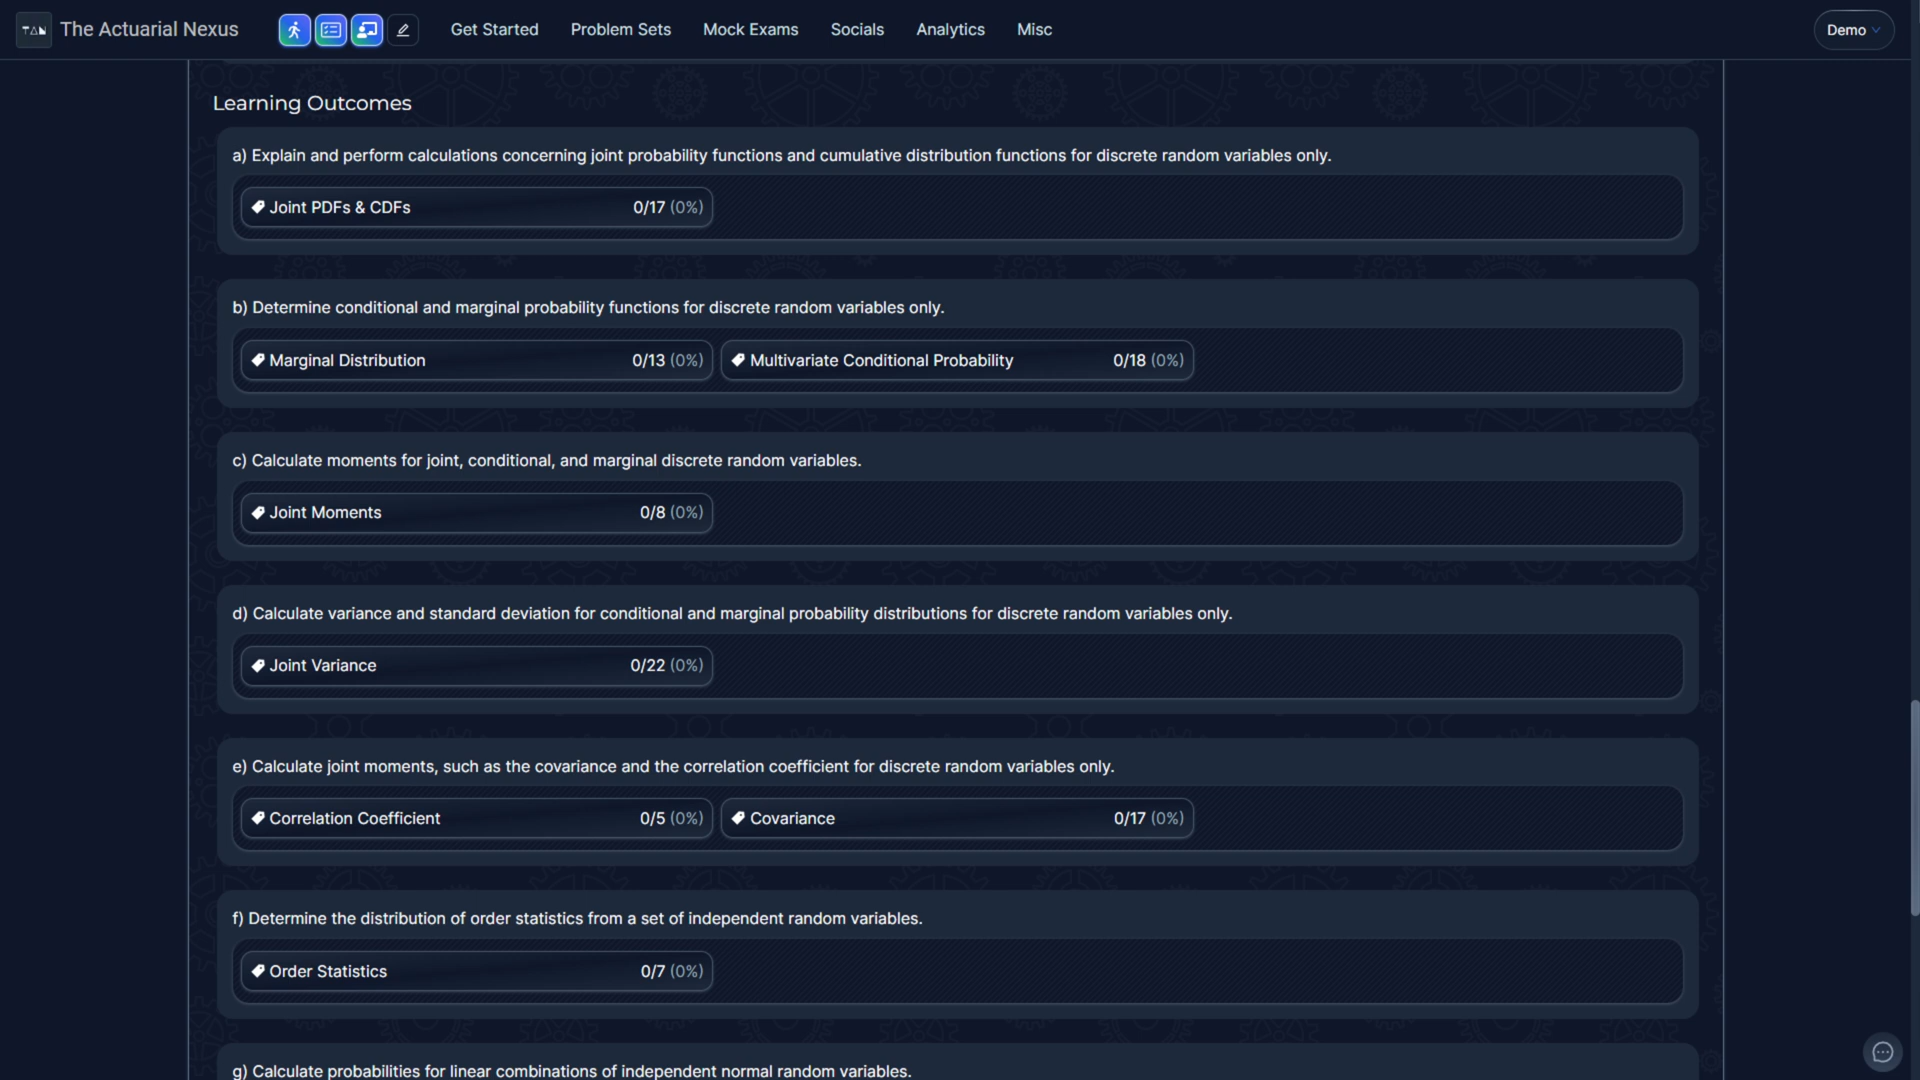 TAN The Actuarial Nexus Get Started Problem Sets Mock Exams Socials Analytics Misc Demo
Learning Outcomes
a) Explain and perform calculations concerning joint probability functions and cumulative distribution functions for discrete random variables only.
Joint PDFs & CDFs 0/17 (0%)
b) Determine conditional and marginal probability functions for discrete random variables only.
Marginal Distribution 0/13 (0%) Multivariate Conditional Probability 0/18 (0%)
c) Calculate moments for joint, conditional, and marginal discrete random variables.
Joint Moments 0/8 (0%)
d) Calculate variance and standard deviation for conditional and marginal probability distributions for discrete random variables only.
Joint Variance 0/22 (0%)
e) Calculate joint moments, such as the covariance and the correlation coefficient for discrete random variables only.
Correlation Coefficient 0/5 (0%) Covariance 0/17 (0%)
f) Determine the distribution of order statistics from a set of independent random variables.
Order Statistics 0/7 (0%)
g) Calculate probabilities for linear combinations of independent normal random variables.